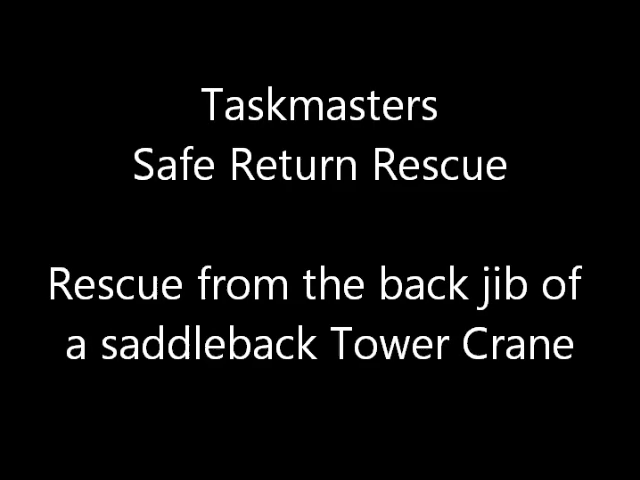 Taskmasters
Safe Return Rescue
Rescue from the back jib of
a saddleback Tower Crane